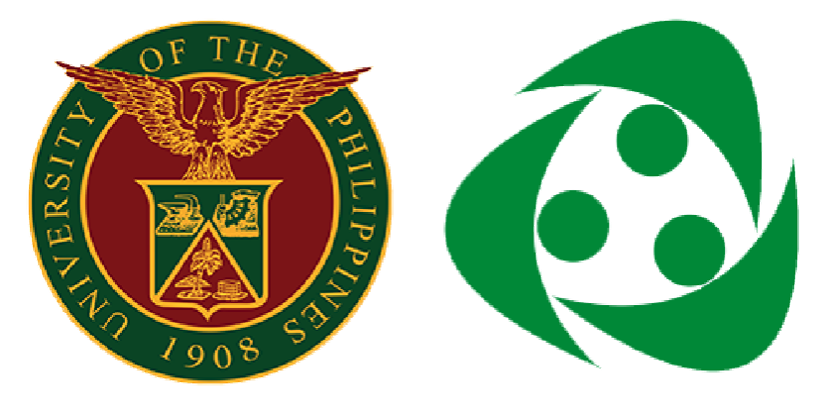 UNIVERSITY OF THE PHILIPPINES
1908